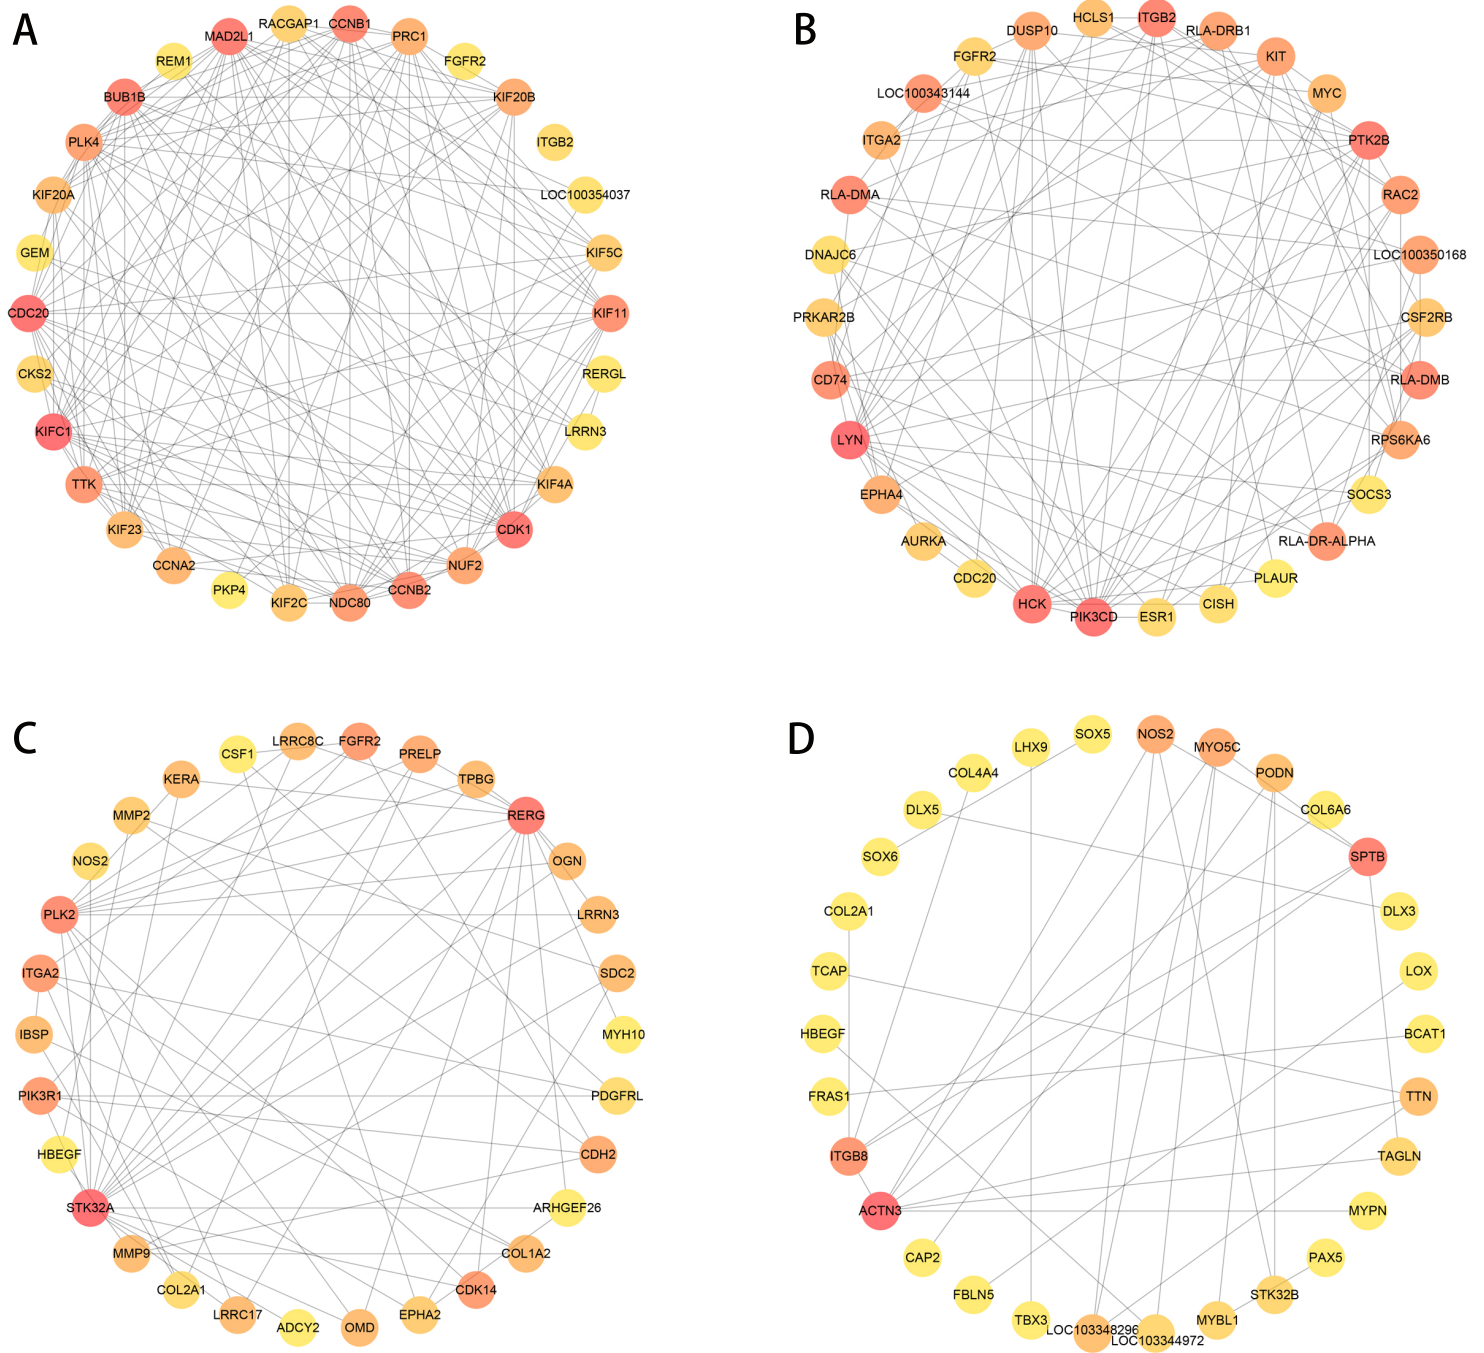 A
RACGAP1
CCNB1
MAD2L1
PRC1
REM1
FGFR2
BUB1B
KIF20B
PLK4
ITGB2
KIF20A
LOC100354037
GEM
KIF5C
CDC20
KIF11
CKS2
RERGL
KIFC1
LRRN3
TTK
KIF4A
KIF23
CDK1
CCNA2
NUF2
PKP4
CCNB2
KIF2C
NDC80
B
HCLS1
ITGB2
DUSP10
RLA-DRB1
FGFR2
KIT
LOC100343144
MYC
ITGA2
PTK2B
RLA-DMA
RAC2
DNAJC6
LOC100350168
PRKAR2B
CSF2RB
CD74
RLA-DMB
LYN
RPS6KA6
EPHA4
SOCS3
AURKA
RLA-DR-ALPHA
CDC20
PLAUR
HCK
CISH
PIK3CD
ESR1
C
LRRC8C
FGFR2
CSF1
PRELP
KERA
TPBG
MMP2
RERG
NOS2
OGN
PLK2
LRRN3
ITGA2
SDC2
IBSP
MYH10
PIK3R1
PDGFRL
HBEGF
CDH2
STK32A
ARHGEF26
MMP9
COL1A2
COL2A1
CDK14
LRRC17
EPHA2
ADCY2
OMD
D
SOX5
NOS2
LHX9
MYO5C
COL4A4
PODN
DLX5
COL6A6
SOX6
SPTB
COL2A1
DLX3
TCAP
LOX
HBEGF
BCAT1
FRAS1
TTN
ITGB8
TAGLN
ACTN3
MYPN
CAP2
PAX5
FBLN5
STK32B
TBX3
MYBL1
LOC103348296
LOC103344972